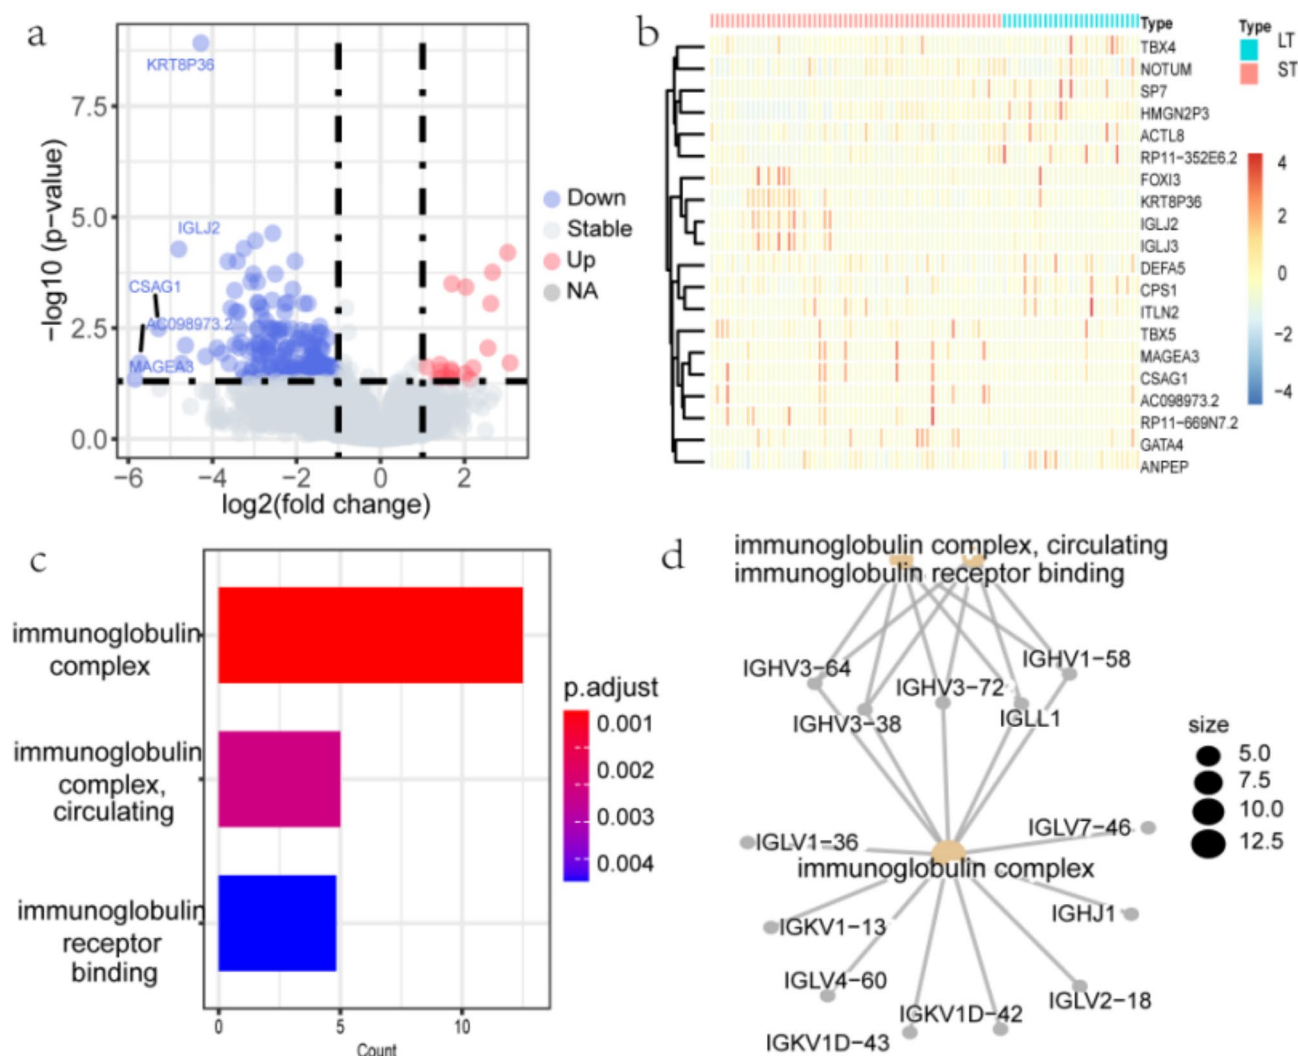 a
KRT8P36
7.5
5.0
2.5
0.0
−log10 (p−value)
IGLJ2
CSAG1
AC098973.2
MAGEA3
−6
−4
−2
0
2
log2(fold change)
Down
Stable
Up
NA
b
Type
TBX4
NOTUM
SP7
HMGN2P3
ACTL8
RP11−352E6.2
FOXI3
KRT8P36
IGLJ2
IGLJ3
DEFA5
CPS1
ITLN2
TBX5
MAGEA3
CSAG1
AC098973.2
RP11−669N7.2
GATA4
ANPEP
Type
LT
ST
4
2
0
−2
−4
c
immunoglobulin
complex
immunoglobulin
complex,
circulating
immunoglobulin
receptor
binding
0
5
10
Count
p.adjust
0.001
0.002
0.003
0.004
d
immunoglobulin complex, circulating
immunoglobulin receptor binding
IGHV3−64
IGHV1−58
IGHV3−72
IGHV3−38
IGLL1
IGLV7−46
IGLV1−36
immunoglobulin complex
IGHJ1
IGKV1−13
IGLV4−60
IGLV2−18
IGKV1D−42
IGKV1D−43
size
5.0
7.5
10.0
12.5